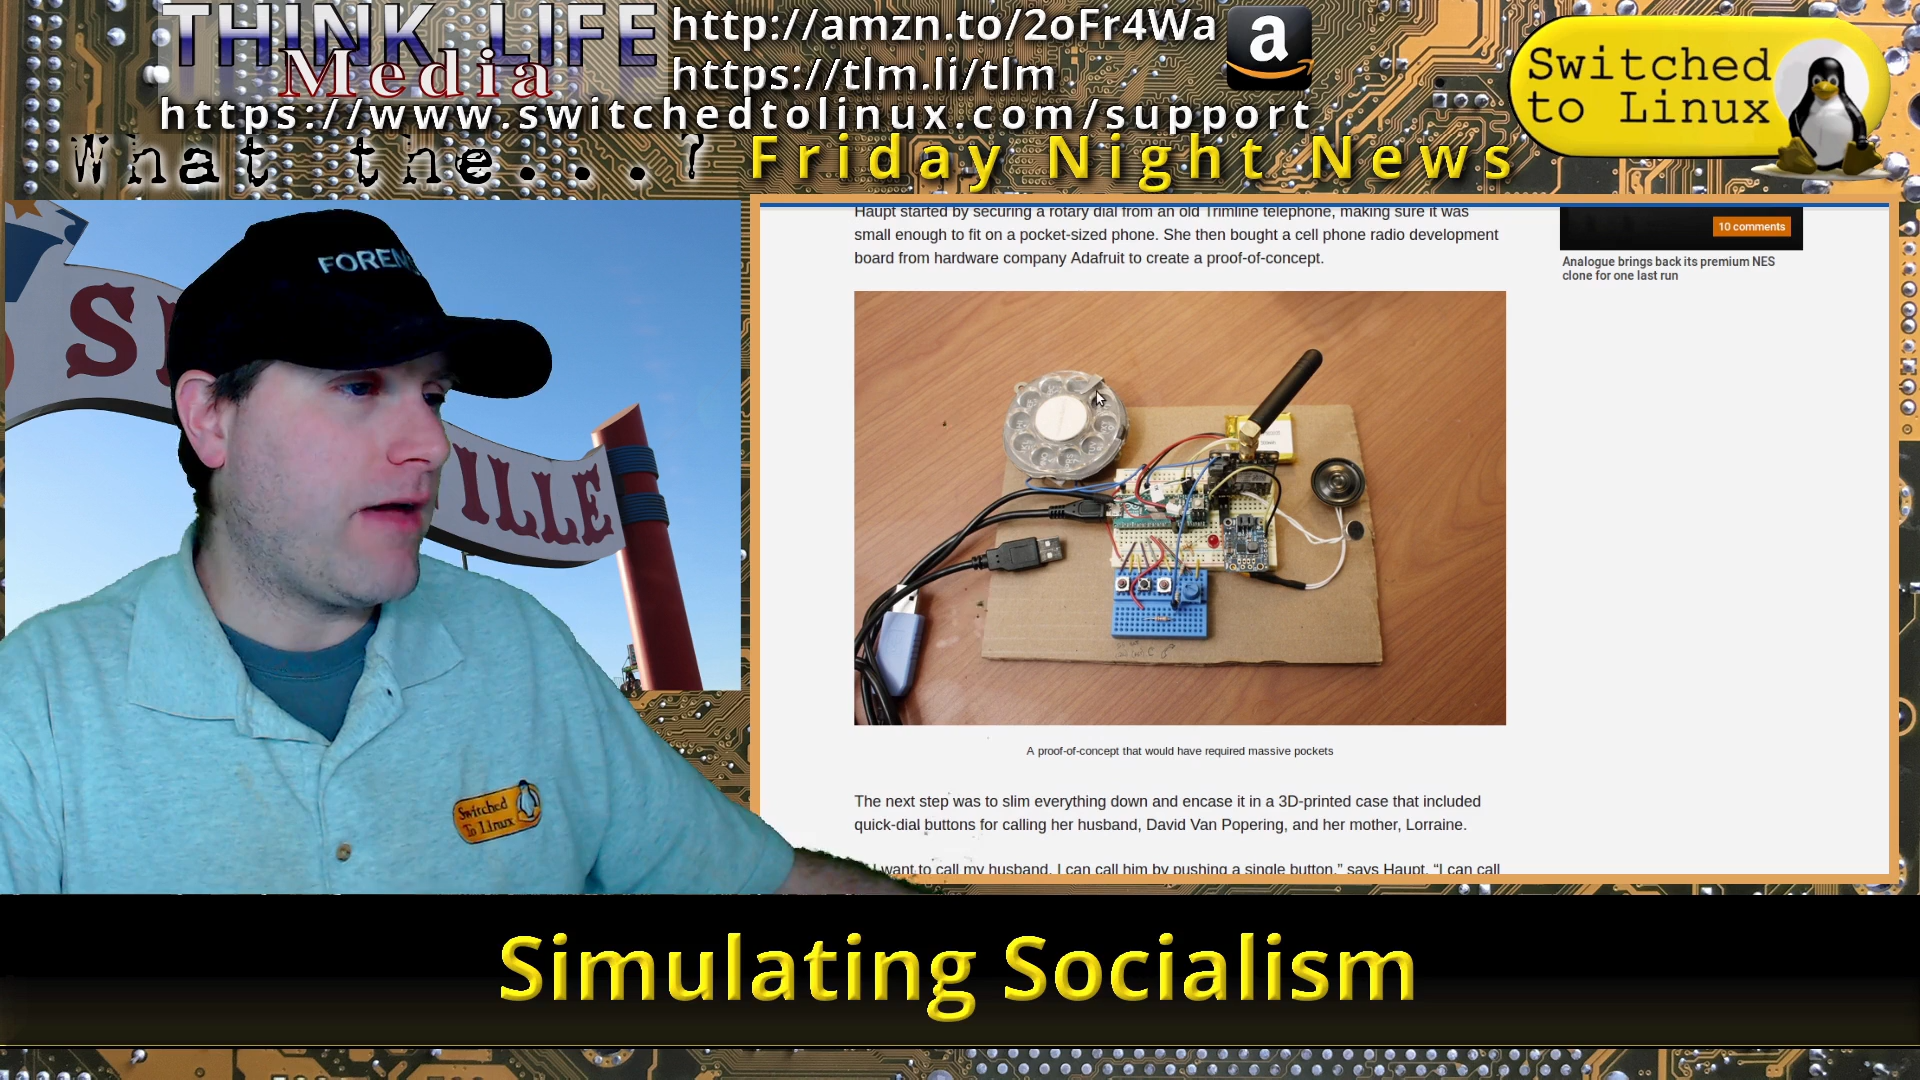 THINK LIFE
Media
http://amzn.to/2oFr4Wa
https://tlm.li/tlm
a
https://www.switchedtolinux.com/support
What the...?
Friday Night News
Switched
to Linux
FOREM
S
VILLE
Switched
To Linux
Haupt started by securing a rotary dial from an old Trimline telephone, making sure it was
small enough to fit on a pocket-sized phone. She then bought a cell phone radio development
board from hardware company Adafruit to create a proof-of-concept.
10 comments
Analogue brings back its premium NES
clone for one last run
A proof-of-concept that would have required massive pockets
The next step was to slim everything down and encase it in a 3D-printed case that included
quick-dial buttons for calling her husband, David Van Popering, and her mother, Lorraine.
I want to call my husband, I can call him by pushing a single button," says Haupt. "I can call
Simulating Socialism